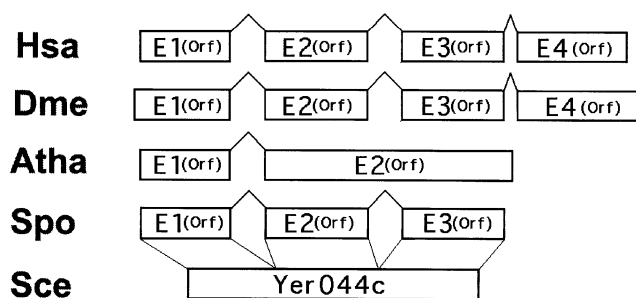 Hsa E1(Orf) E2(Orf) E3(Orf) E4(Orf)
Dme E1(Orf) E2(Orf) E3(Orf) E4(Orf)
Atha E1(Orf) E2(Orf)
Spo E1(Orf) E2(Orf) E3(Orf)
Sce Yer044c